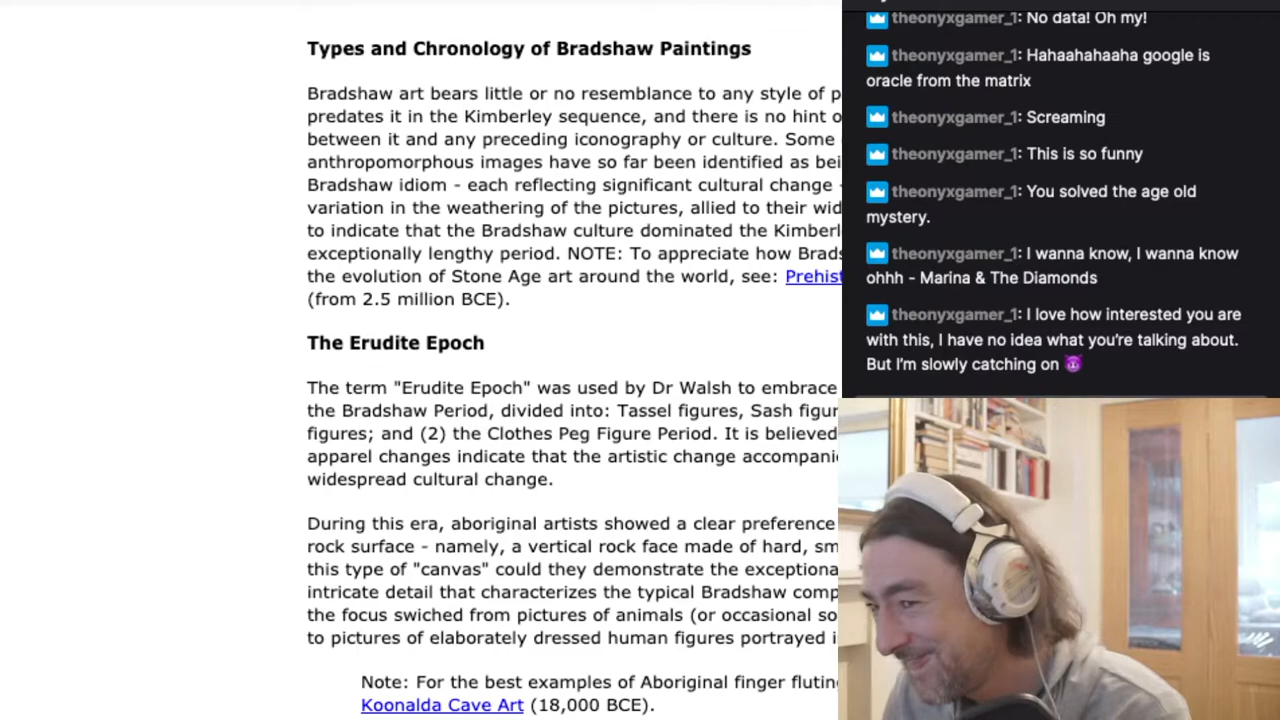 Types and Chronology of Bradshaw Paintings
Bradshaw art bears little or no resemblance to any style of
predates it in the Kimberley sequence, and there is no hint
between it and any preceding iconography or culture. Some
anthropomorphous images have so far been identified as
Bradshaw idiom - each reflecting significant cultural change -
variation in the weathering of the pictures, allied to their
to indicate that the Bradshaw culture dominated the
exceptionally lengthy period. NOTE: To appreciate how
the evolution of Stone Age art around the world, see:
(from 2.5 million BCE).
The Erudite Epoch
The term "Erudite Epoch" was used by Dr Walsh to embrace
the Bradshaw Period, divided into: Tassel figures, Sash
figures; and (2) the Clothes Peg Figure Period. It is believed
apparel changes indicate that the artistic change
widespread cultural change.
During this era, aboriginal artists showed a clear preference
rock surface - namely, a vertical rock face made of hard,
this type of "canvas" could they demonstrate the
intricate detail that characterizes the typical Bradshaw
the focus swiched from pictures of animals (or occasional
to pictures of elaborately dressed human figures portrayed
Note: For the best examples of Aboriginal finger
Koonalda Cave Art (18,000 BCE).
theonyxgamer_1: No data! Oh my!
theonyxgamer_1: Hahaahahaaha google is
oracle from the matrix
theonyxgamer_1: Screaming
theonyxgamer_1: This is so funny
theonyxgamer_1: You solved the age old
mystery.
theonyxgamer_1: I wanna know, I wanna know
ohhh - Marina & The Diamonds
theonyxgamer_1: I love how interested you are
with this, I have no idea what you're talking about.
But I'm slowly catching on 😈